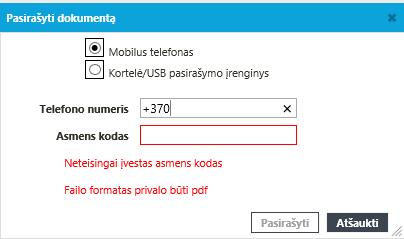 Pasirašyti dokumentą
Mobilus telefonas
Kortelė/USB pasirašymo įrenginys
Telefono numeris +370
Asmens kodas
Neteisingai įvestas asmens kodas
Failo formatas privalo būti pdf
Pasirašyti Atšaukti